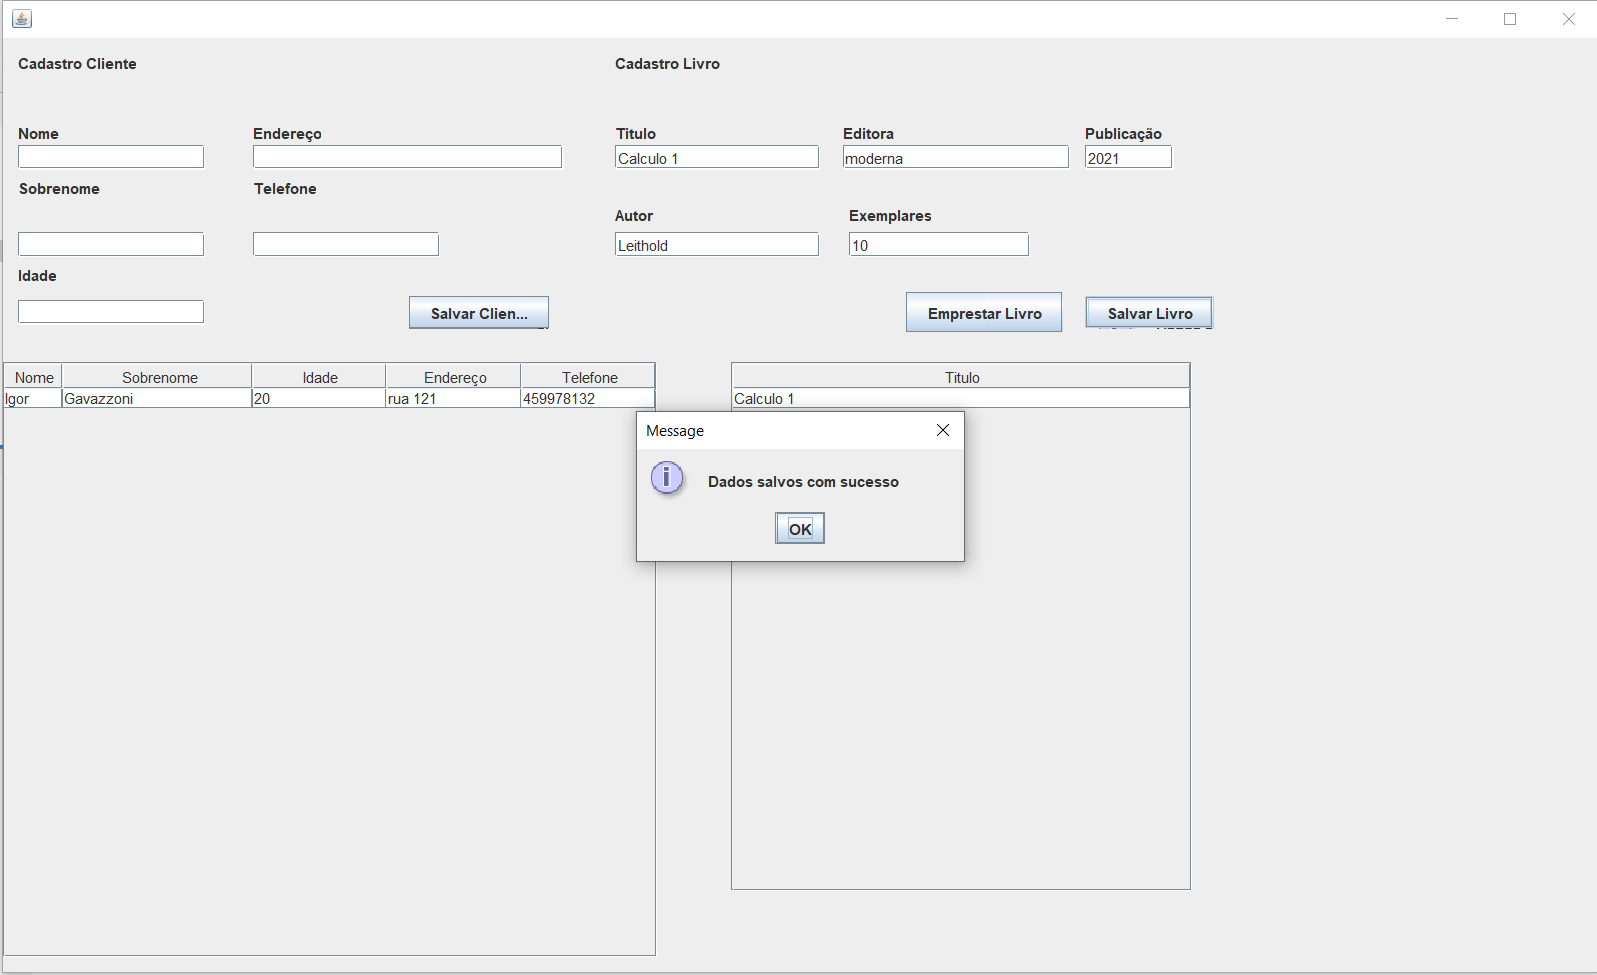 Cadastro Cliente
Cadastro Livro
Nome
Endereço
Titulo
Editora
Publicação
Calculo 1
moderna
2021
Sobrenome
Telefone
Autor
Exemplares
Leithold
10
Idade
Salvar Clien...
Emprestar Livro
Salvar Livro
Nome Sobrenome Idade Endereço Telefone
Igor Gavazzoni 20 rua 121 459978132
Titulo
Calculo 1
Message
Dados salvos com sucesso
OK